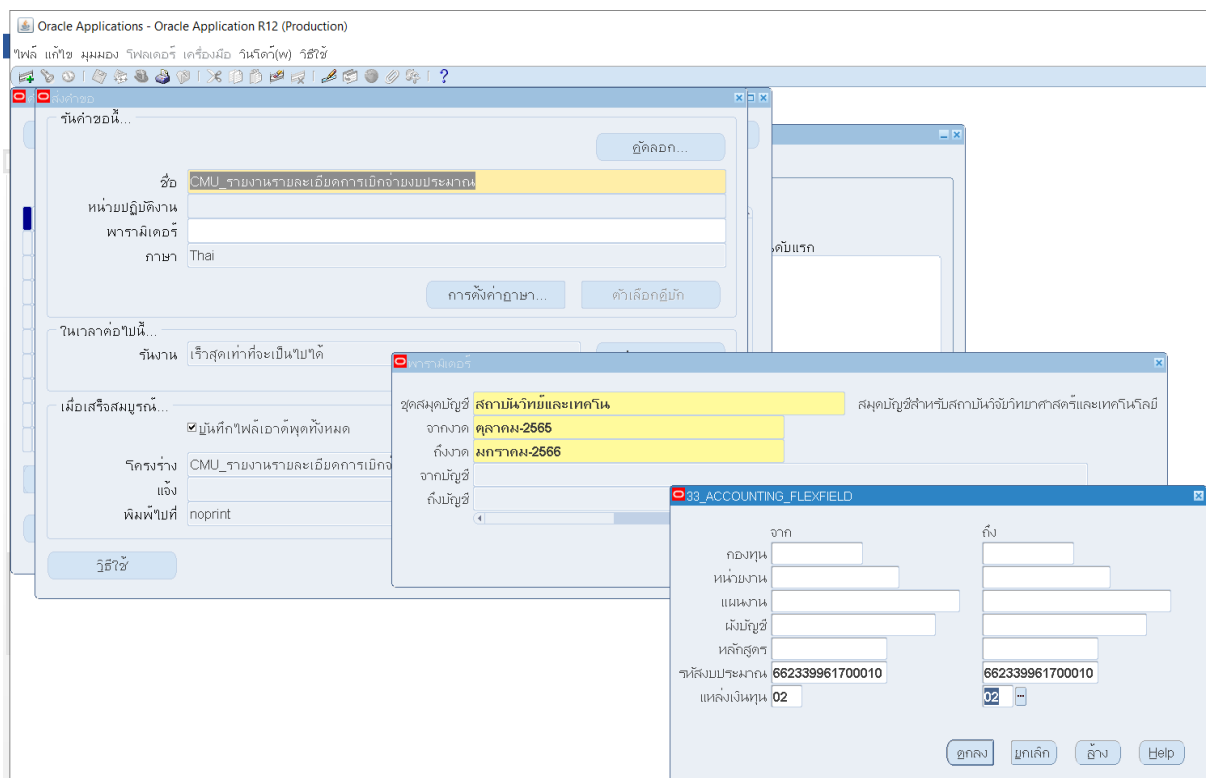 Oracle Applications - Oracle Application R12 (Production)
ไฟล์ แก้ไข มุมมอง โฟลเดอร์ เครื่องมือ วินโดว์(w) วิธีใช้
ส่งคำขอ
รันคำขอนี้...
คัดลอก...
ชื่อ CMU_รายงานรายละเอียดการเบิกจ่ายงบประมาณ
หน่วยปฏิบัติงาน
พารามิเตอร์
ภาษา Thai
การตั้งค่าภาษา...
ตัวเลือกดีบัก
ในเวลาต่อไปนี้...
รันงาน เร็วสุดเท่าที่จะเป็นไปได้
เมื่อเสร็จสมบูรณ์...
บันทึกไฟล์เอาต์พุตทั้งหมด
โครงร่าง CMU_รายงานรายละเอียดการเบิกจ
แจ้ง
พิมพ์ไปที่ noprint
วิธีใช้
ดับแรก
พารามิเตอร์
ชุดสมุดบัญชี สถาบันวิทย์และเทคโน สมุดบัญชีสำหรับสถาบันวิจัยวิทยาศาสตร์และเทคโนโลยี
จากงวด ตุลาคม-2565
ถึงงวด มกราคม-2566
จากบัญชี
ถึงบัญชี
33_ACCOUNTING_FLEXFIELD
จาก ถึง
กองทุน
หน่วยงาน
แผนงาน
ผังบัญชี
หลักสูตร
รหัสงบประมาณ 662339961700010 662339961700010
แหล่งเงินทุน 02 02
ตกลง ยกเลิก ล้าง Help